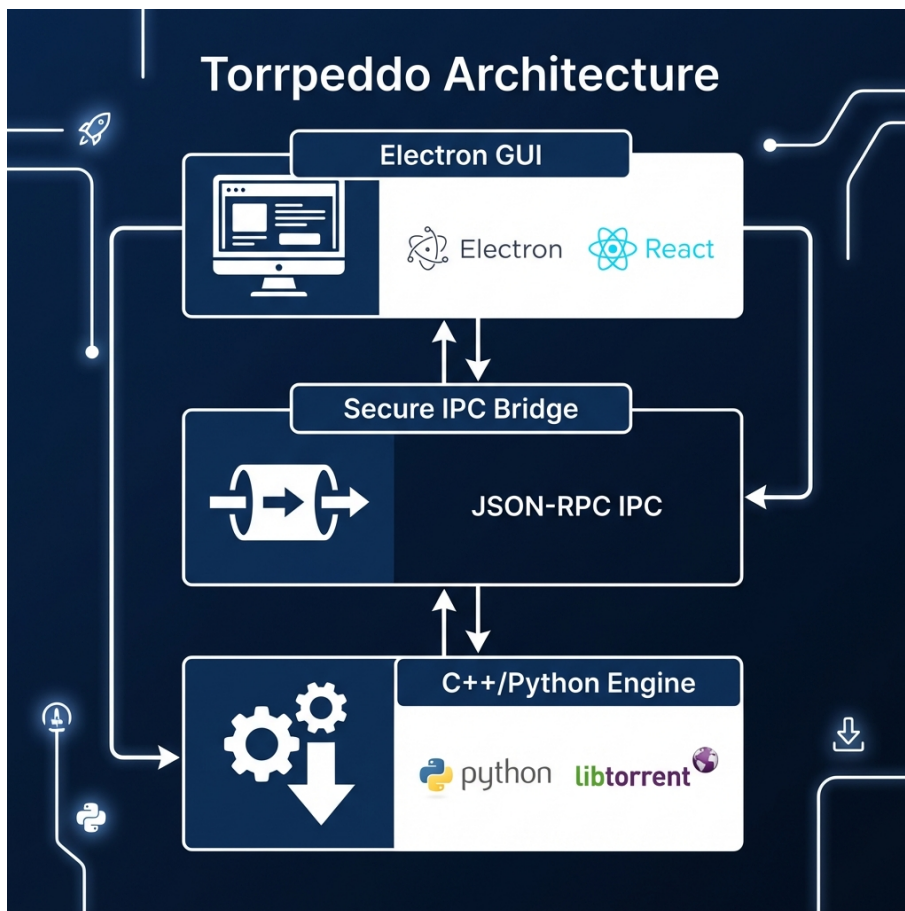 Torrpeddo Architecture
Electron GUI
Electron React
Secure IPC Bridge
JSON-RPC IPC
C++/Python Engine
python libtorrent